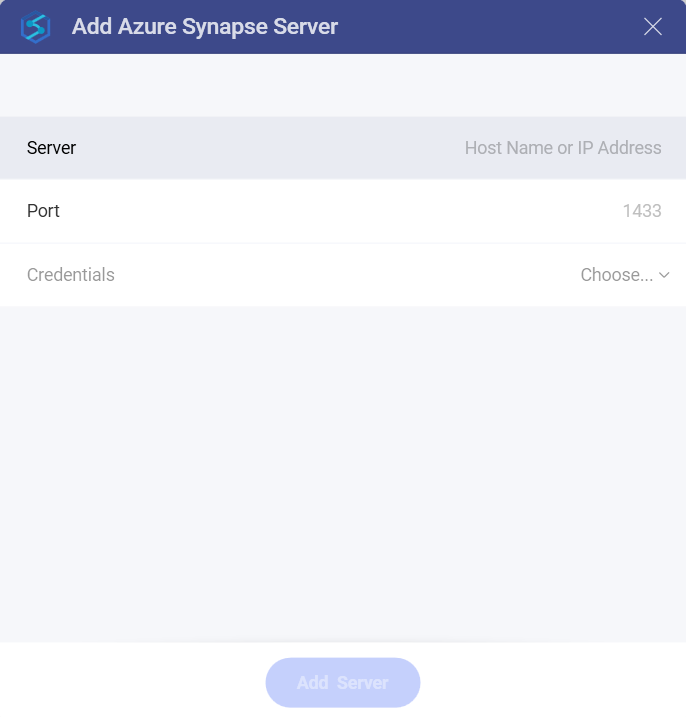 Add Azure Synapse Server
Server Host Name or IP Address
Port 1433
Credentials Choose...
Add Server